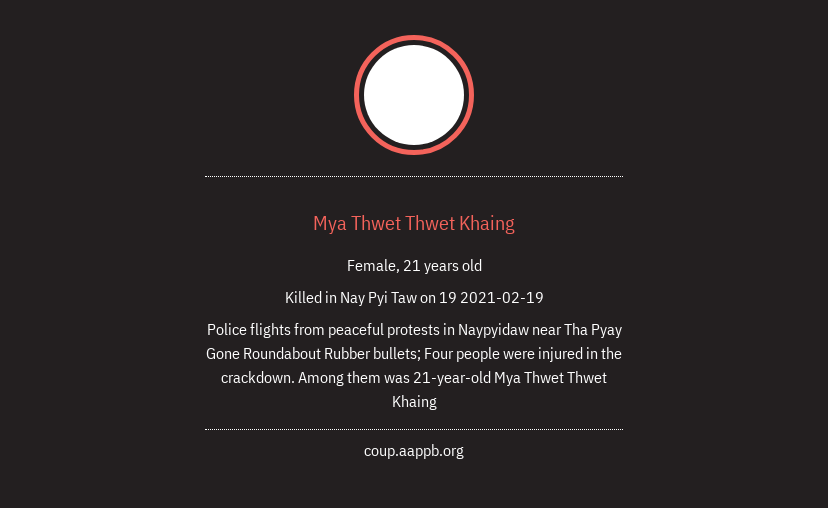 Mya Thwet Thwet Khaing
Female, 21 years old
Killed in Nay Pyi Taw on 19 2021-02-19
Police flights from peaceful protests in Naypyidaw near Tha Pyay
Gone Roundabout Rubber bullets; Four people were injured in the
crackdown. Among them was 21-year-old Mya Thwet Thwet
Khaing
coup.aappb.org